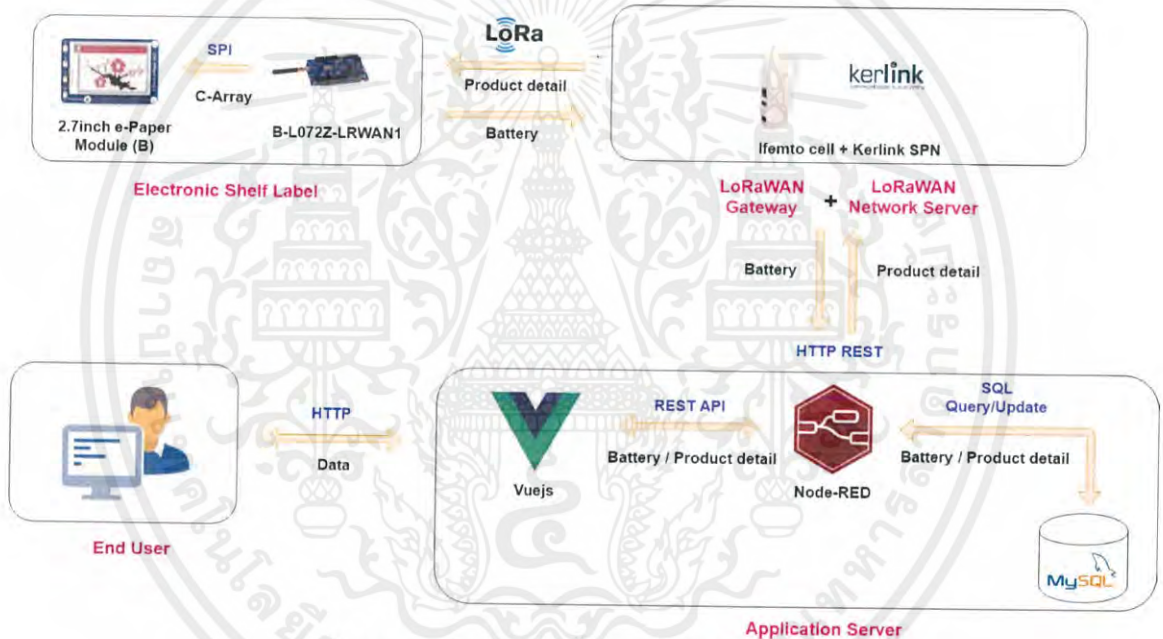 SPI
C-Array
2.7inch e-Paper
Module (B)
B-L072Z-LRWAN1
Electronic Shelf Label
LoRa
Product detail
Battery
kerlink
Ifemto cell + Kerlink SPN
LoRaWAN
Gateway
+
LoRaWAN
Network Server
Battery
Product detail
HTTP REST
End User
HTTP
Data
Vuejs
REST API
Battery / Product detail
Node-RED
SQL
Query/Update
Battery / Product detail
MySQL
Application Server